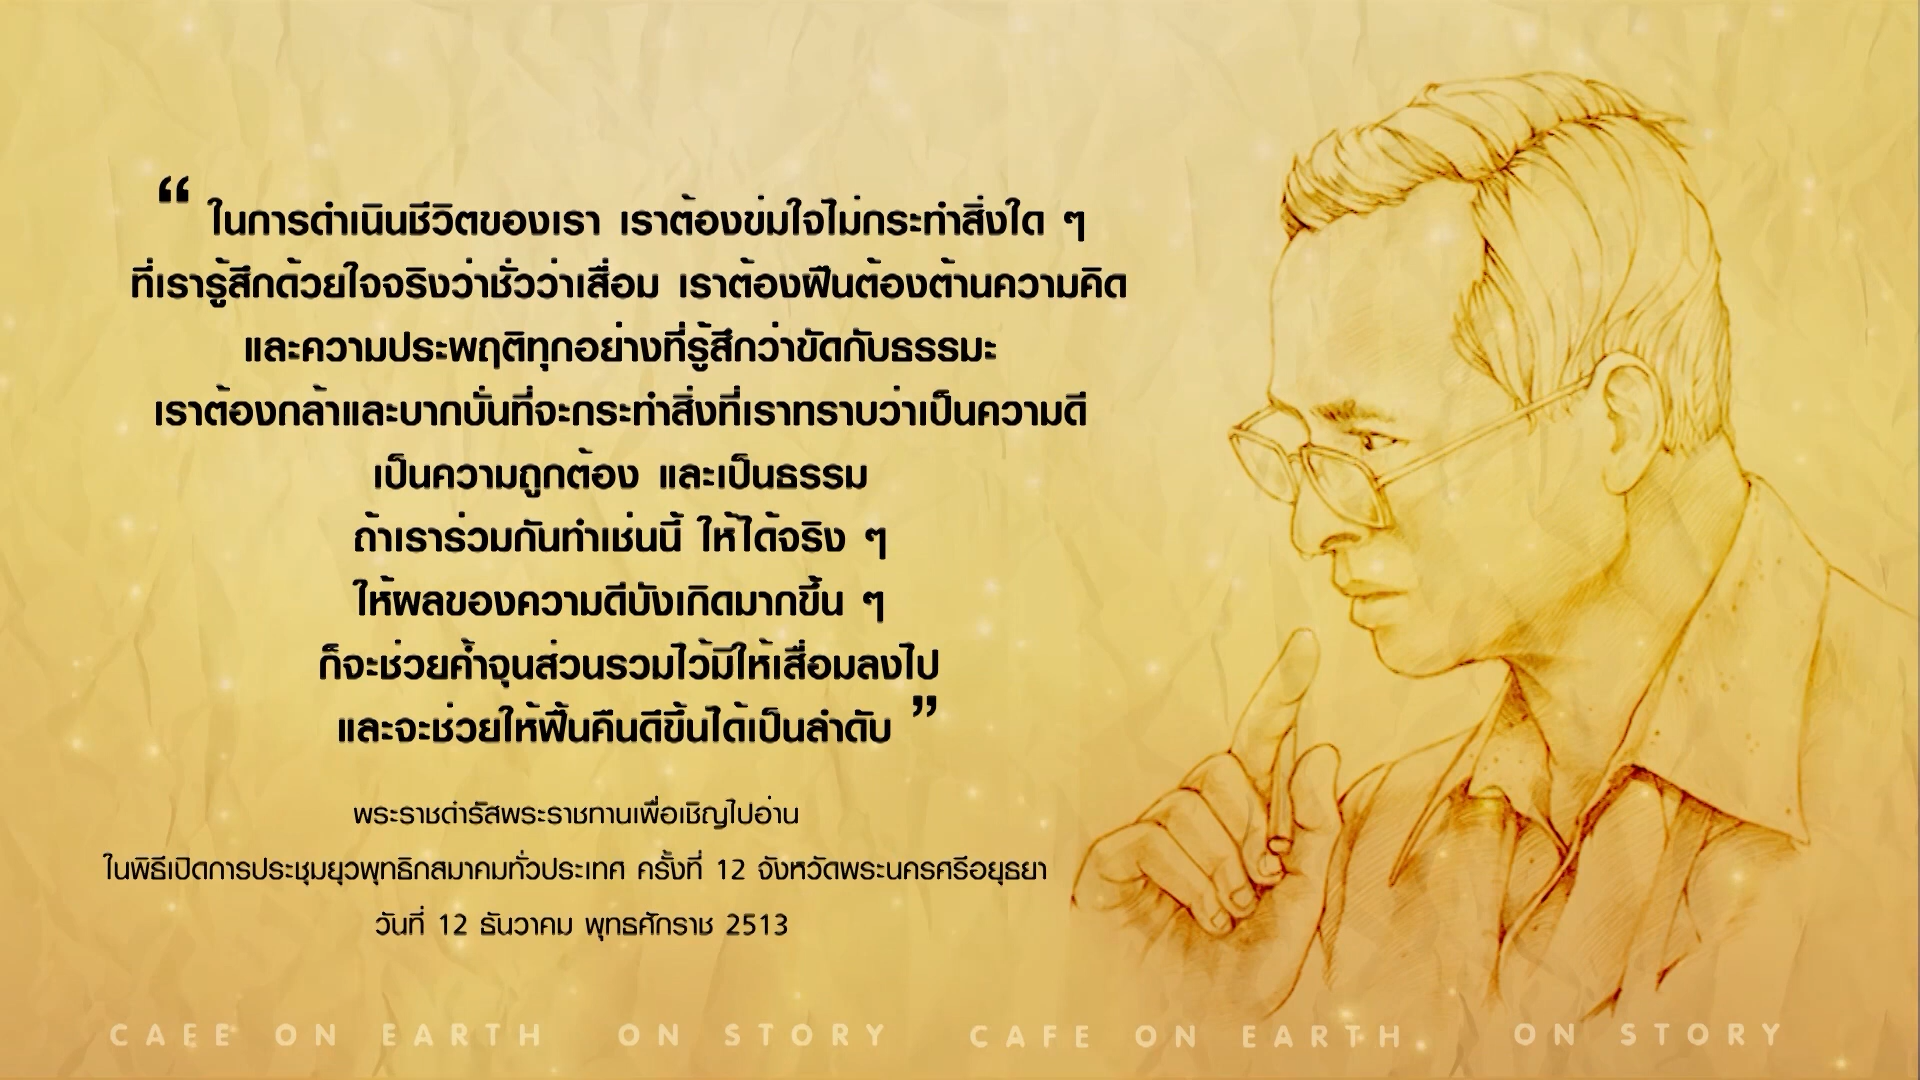 “ ในการดำเนินชีวิตของเรา เราต้องข่มใจไม่กระทำสิ่งใด ๆ
ที่เรารู้สึกด้วยใจจริงว่าชั่วว่าเสื่อม เราต้องฝืนต้องต้านความคิด
และความประพฤติทุกอย่างที่รู้สึกว่าขัดกับธรรมะ
เราต้องกล้าและบากบั่นที่จะกระทำสิ่งที่เราทราบว่าเป็นความดี
เป็นความถูกต้อง และเป็นธรรม
ถ้าเราร่วมกันทำเช่นนี้ ให้ได้จริง ๆ
ให้ผลของความดีบังเกิดมากขึ้น ๆ
ก็จะช่วยค้ำจุนส่วนรวมไว้มิให้เสื่อมลงไป
และจะช่วยให้ฟื้นคืนดีขึ้นได้เป็นลำดับ ”
พระราชดำรัสพระราชทานเพื่อเชิญไปอ่าน
ในพิธีเปิดการประชุมยุวพุทธิกสมาคมทั่วประเทศ ครั้งที่ 12 จังหวัดพระนครศรีอยุธยา
วันที่ 12 ธันวาคม พุทธศักราช 2513
CAFE ON EARTH ON STORY CAFE ON EARTH ON STORY